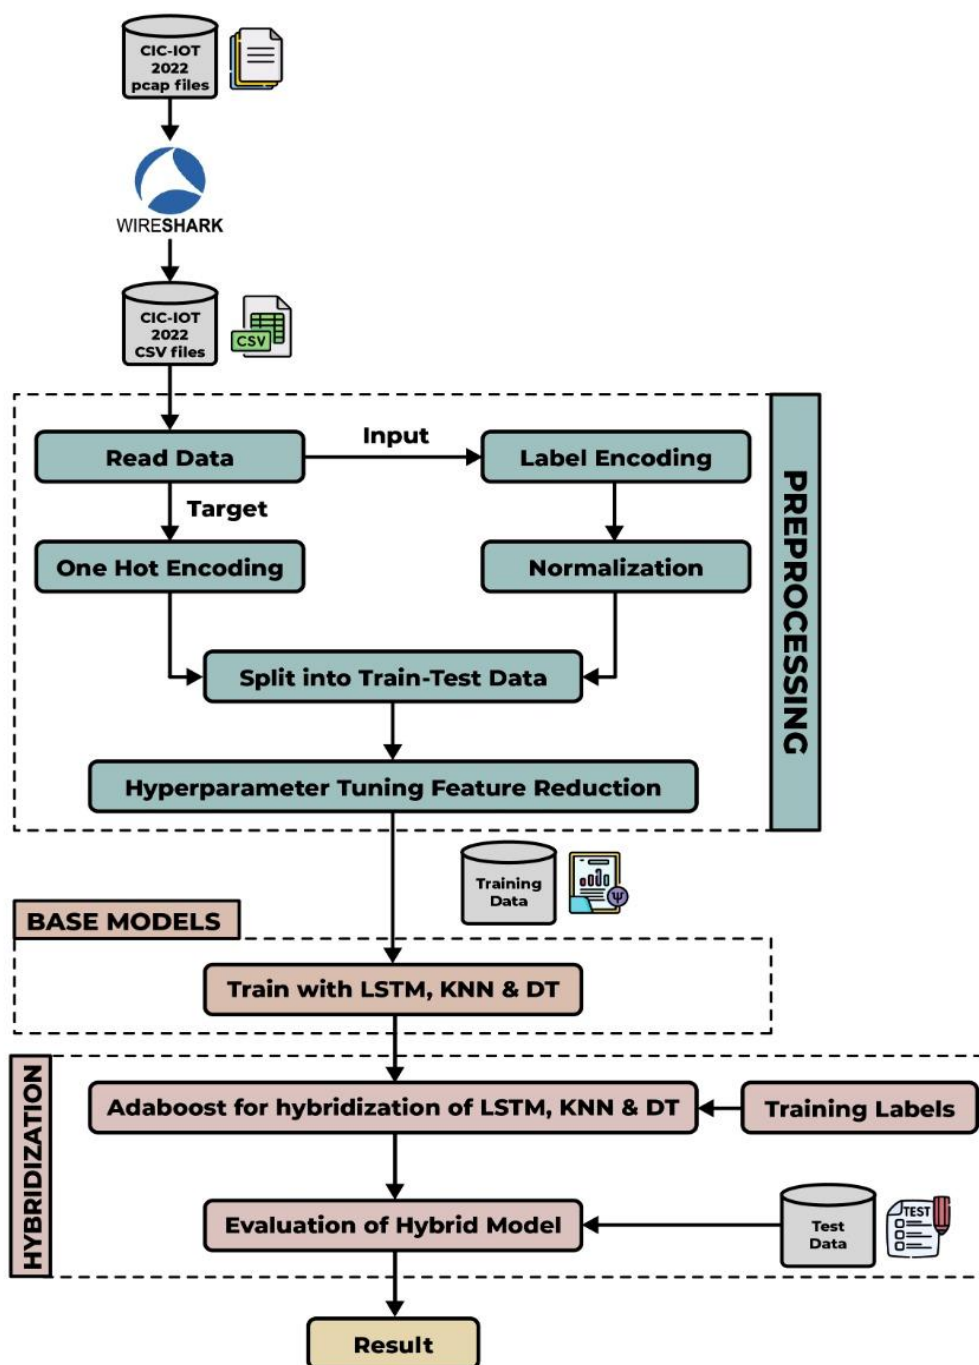 CIC-IOT
2022
pcap files
WIRESHARK
CIC-IOT
2022
CSV files
CSV
PREPROCESSING
Read Data
Input
Label Encoding
Target
One Hot Encoding
Normalization
Split into Train-Test Data
Hyperparameter Tuning Feature Reduction
Training
Data
Ψ
BASE MODELS
Train with LSTM, KNN & DT
HYBRIDIZATION
Adaboost for hybridization of LSTM, KNN & DT
Training Labels
Evaluation of Hybrid Model
Test
Data
TEST
Result